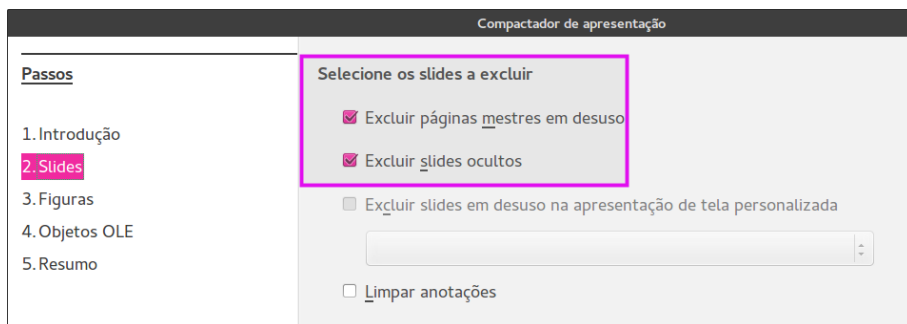 Compactador de apresentação
Passos
1. Introdução
2. Slides
3. Figuras
4. Objetos OLE
5. Resumo
Selecione os slides a excluir
Excluir páginas mestres em desuso
Excluir slides ocultos
Excluir slides em desuso na apresentação de tela personalizada
Limpar anotações